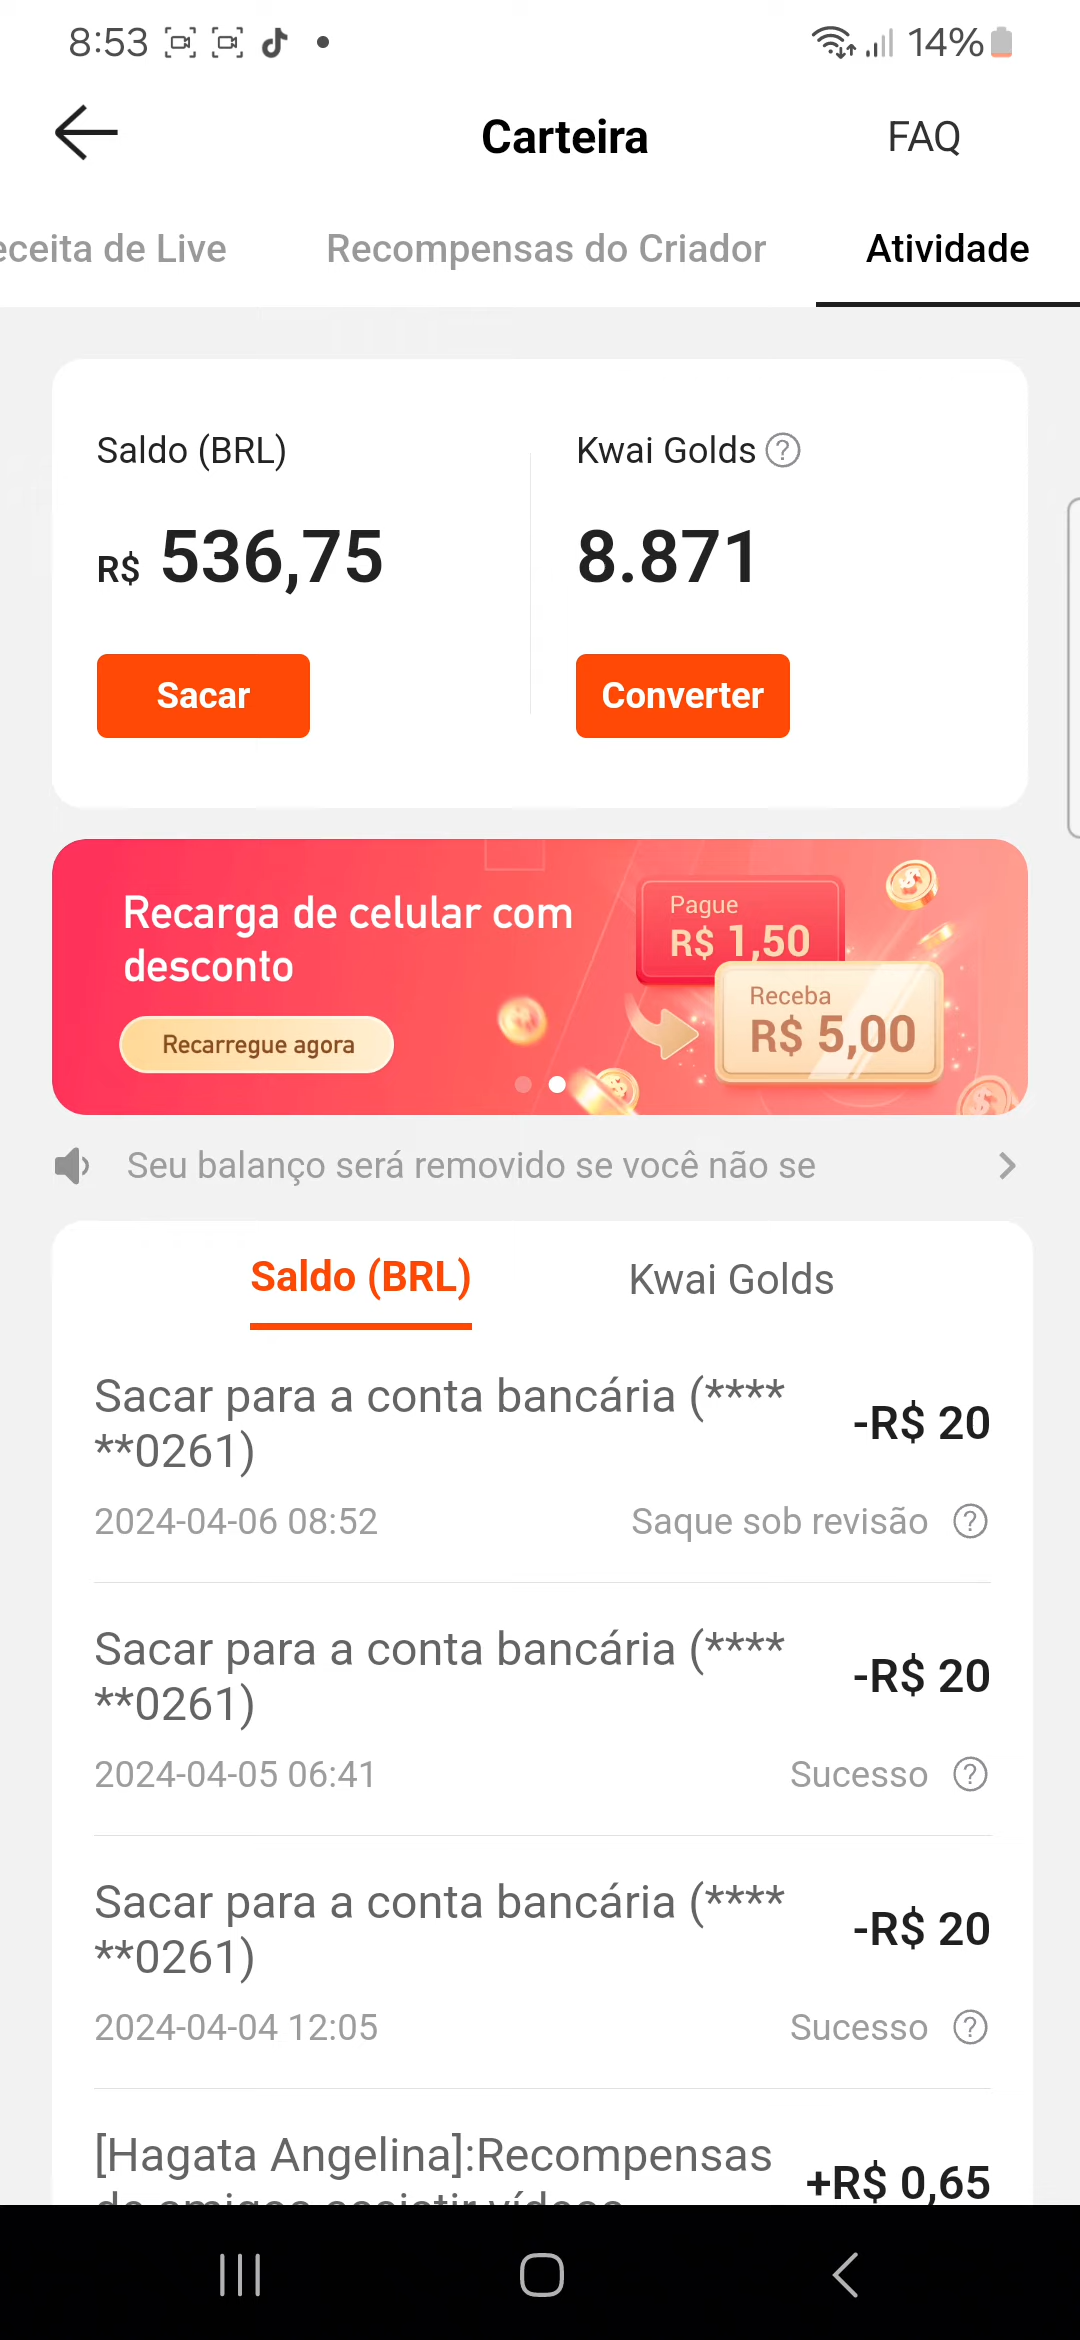 8:53
14%
Carteira
FAQ
eceita de Live
Recompensas do Criador
Atividade
Saldo (BRL)
Kwai Golds ?
R$ 536,75
8.871
Sacar
Converter
Recarga de celular com
desconto
Recarregue agora
Pague
R$ 1,50
Receba
R$ 5,00
Seu balanço será removido se você não se
Saldo (BRL)
Kwai Golds
Sacar para a conta bancária (****
**0261)
-R$ 20
2024-04-06 08:52
Saque sob revisão ?
Sacar para a conta bancária (****
**0261)
-R$ 20
2024-04-05 06:41
Sucesso ?
Sacar para a conta bancária (****
**0261)
-R$ 20
2024-04-04 12:05
Sucesso ?
[Hagata Angelina]:Recompensas
de amigos assistir vídeos
+R$ 0,65